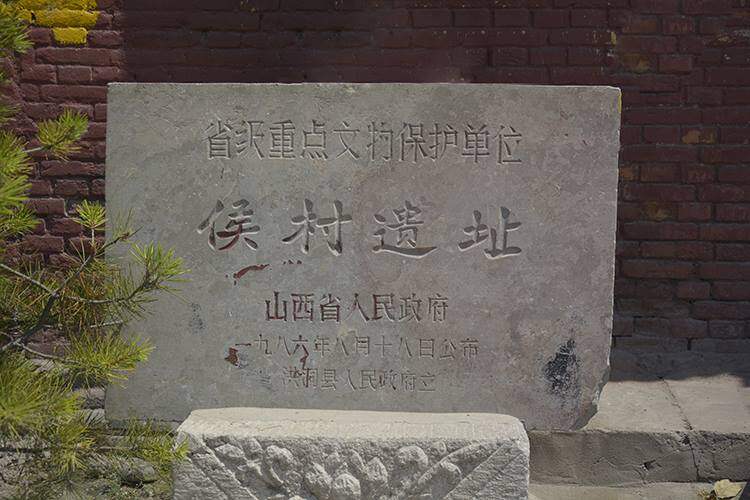 省级重点文物保护单位
侯村遗址
山西省人民政府
一九八六年八月十八日公布
洪洞县人民政府立